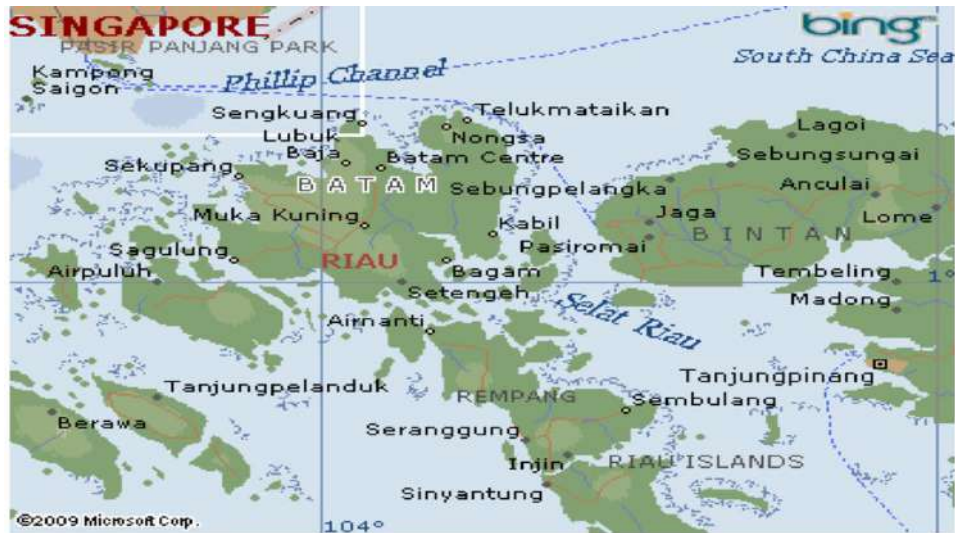 SINGAPORE
bing
PASIR PANJANG PARK
South China Sea
Kampong
Saigon
Phillip Channel
Sengkuang
Telukmataikan
Lubuk
Baja
Nongsa
Lagoi
Sekupang
Batam Centre
Sebungsungai
BATAM
Sebungpelangka
Anculai
Muka Kuning
Kabil
Jaga
Lome
BINTAN
Sagulung
Pasiromai
RIAU
Airpuluh
Bagam
Tembeling
1°
Setengeh
Selat Riau
Madong
Airnanti
Tanjungpinang
Tanjungpelanduk
REMPANG
Sembulang
Berawa
Seranggung
Injin
RIAU ISLANDS
Sinyantung
©2009 Microsoft Corp.
104°